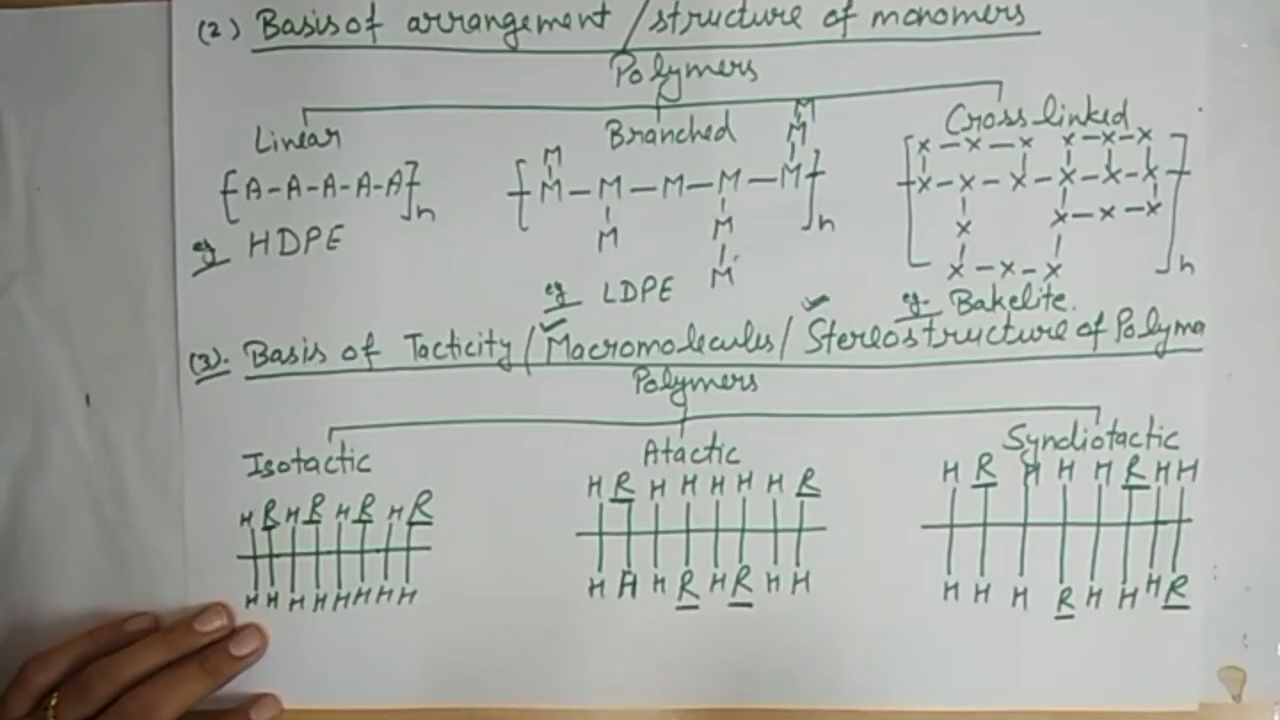 (2) Basis of arrangement / structure of monomers
Polymers
Linear
[A-A-A-A-A]n
eg HDPE
Branched
M
M M
[M-M-M-M-M]n
M M
M
eg LDPE
Cross linked
x-x-x x-x-x
[x-x-x-x-x-x]n
x x-x-x
x-x-x
eg. Bakelite.
(3). Basis of Tacticity / Macromolecules / Stereostructure of Polyme
Polymers
Isotactic
H R H R H R H R
H H H H H H H H
Atactic
H R H H H H H R
H H H R H R H H
Syndiotactic
H R H H H R H H
H H H R H H H R